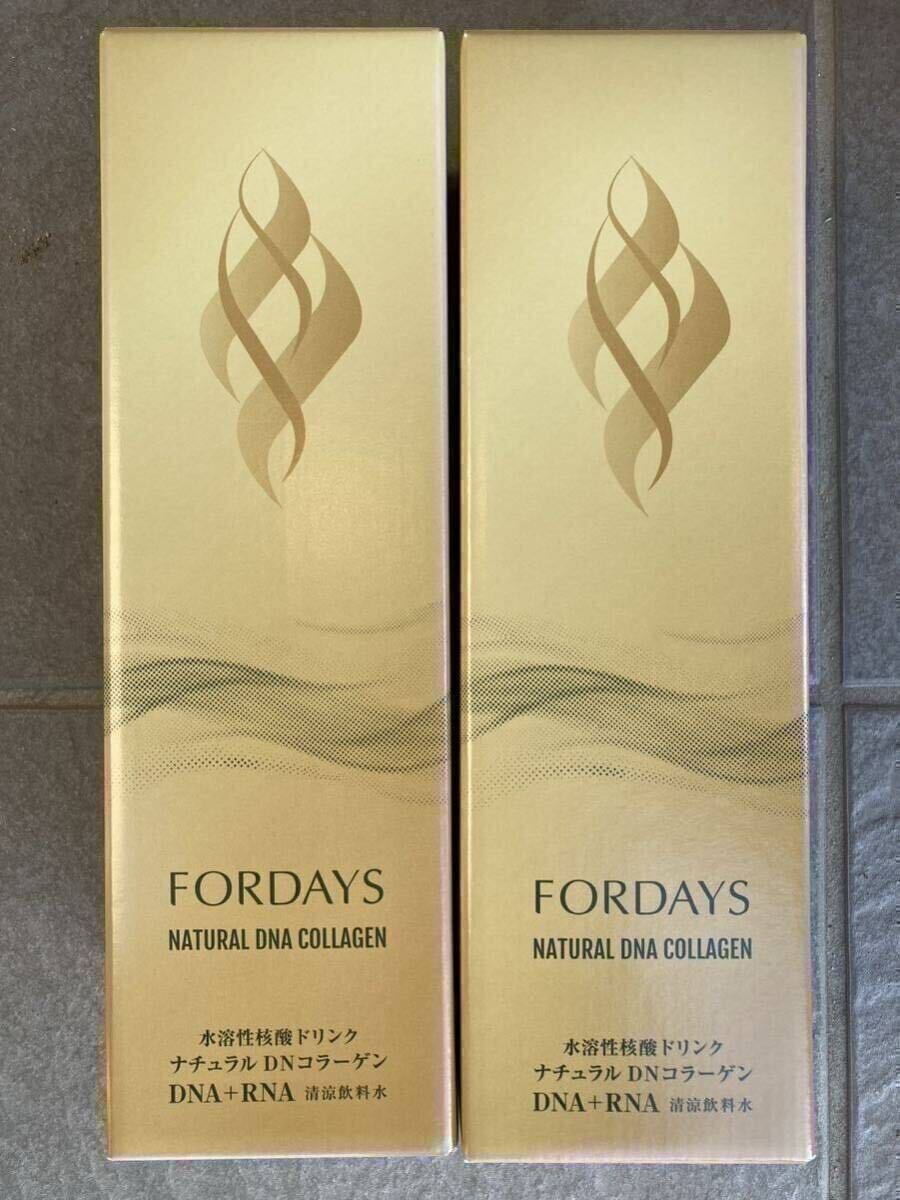 FORDAYS
NATURAL DNA COLLAGEN
水溶性核酸ドリンク
ナチュラル DNコラーゲン
DNA+RNA 清涼飲料水
FORDAYS
NATURAL DNA COLLAGEN
水溶性核酸ドリンク
ナチュラル DNコラーゲン
DNA+RNA 清涼飲料水